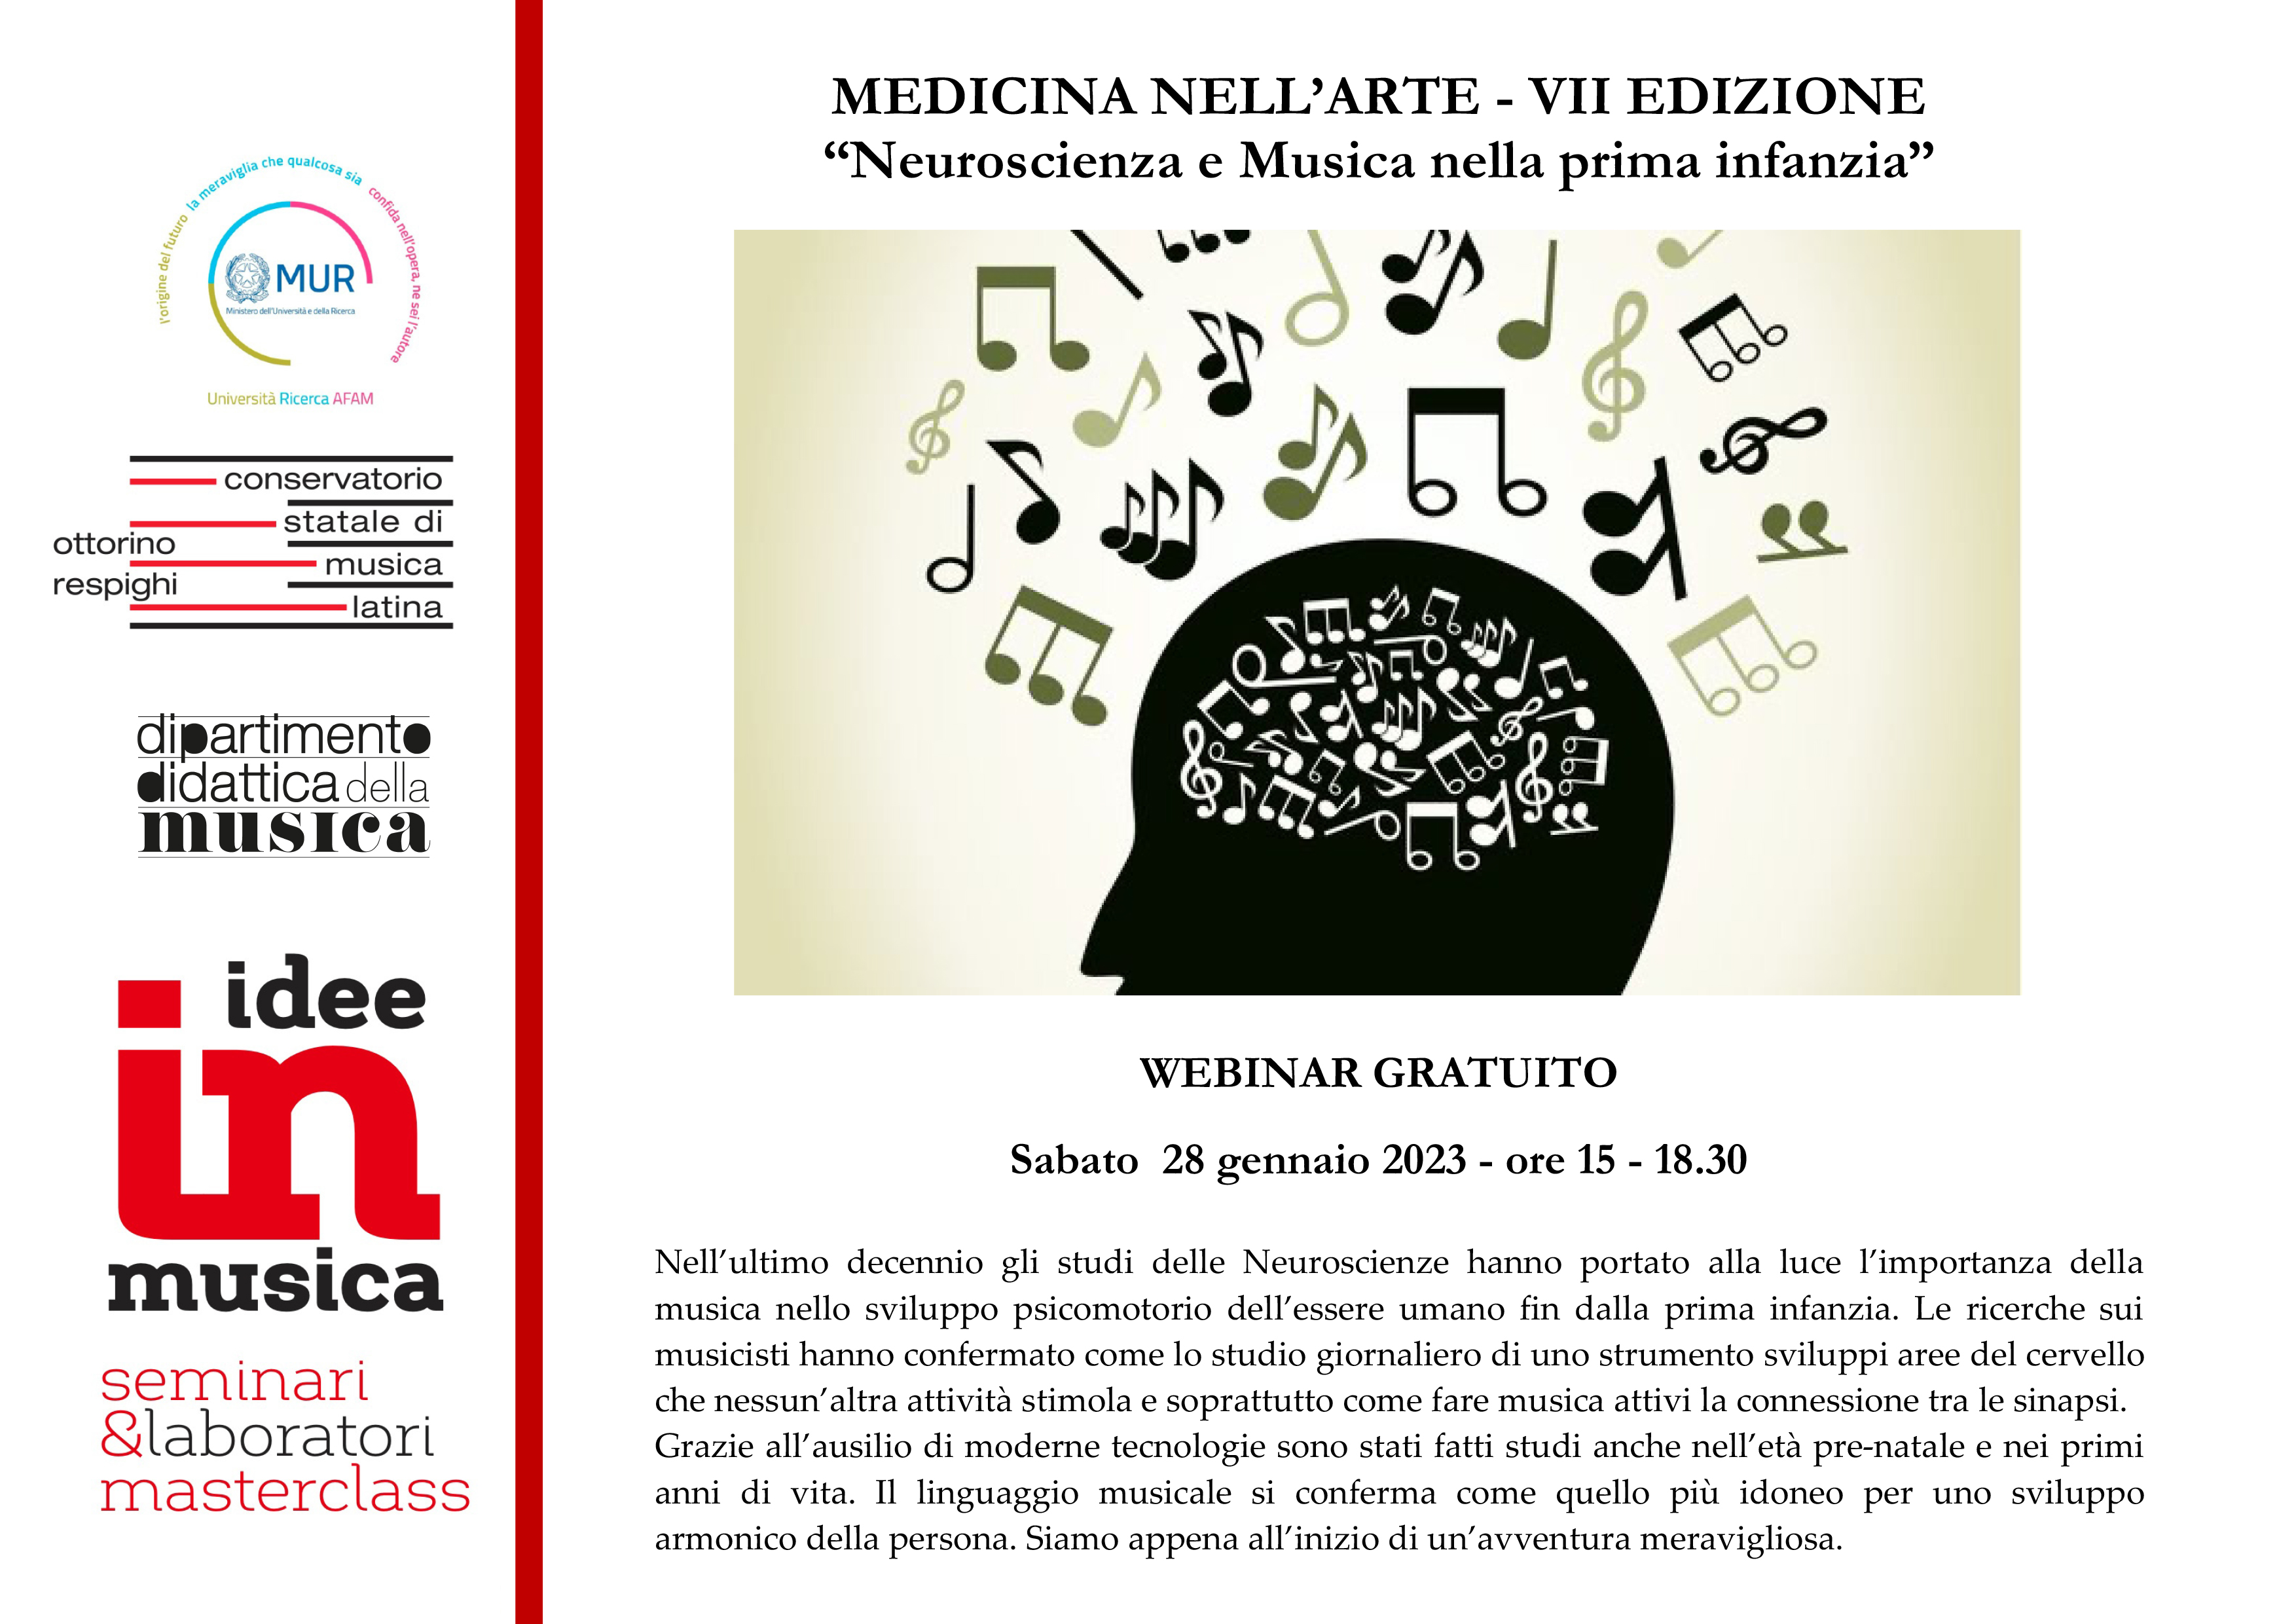 l'origine del futuro la meraviglia che qualcosa sia confida nell'opera, ne sei l'autore
MUR
Ministero dell'Università e della Ricerca
Università Ricerca AFAM
conservatorio
statale di
ottorino
musica
respighi
latina
dipartimento
didattica della
musica
idee
in
musica
seminari
&laboratori
masterclass
MEDICINA NELL’ARTE - VII EDIZIONE
“Neuroscienza e Musica nella prima infanzia”
WEBINAR GRATUITO
Sabato 28 gennaio 2023 - ore 15 - 18.30
Nell’ultimo decennio gli studi delle Neuroscienze hanno portato alla luce l’importanza della
musica nello sviluppo psicomotorio dell’essere umano fin dalla prima infanzia. Le ricerche sui
musicisti hanno confermato come lo studio giornaliero di uno strumento sviluppi aree del cervello
che nessun’altra attività stimola e soprattutto come fare musica attivi la connessione tra le sinapsi.
Grazie all’ausilio di moderne tecnologie sono stati fatti studi anche nell’età pre-natale e nei primi
anni di vita. Il linguaggio musicale si conferma come quello più idoneo per uno sviluppo
armonico della persona. Siamo appena all’inizio di un’avventura meravigliosa.